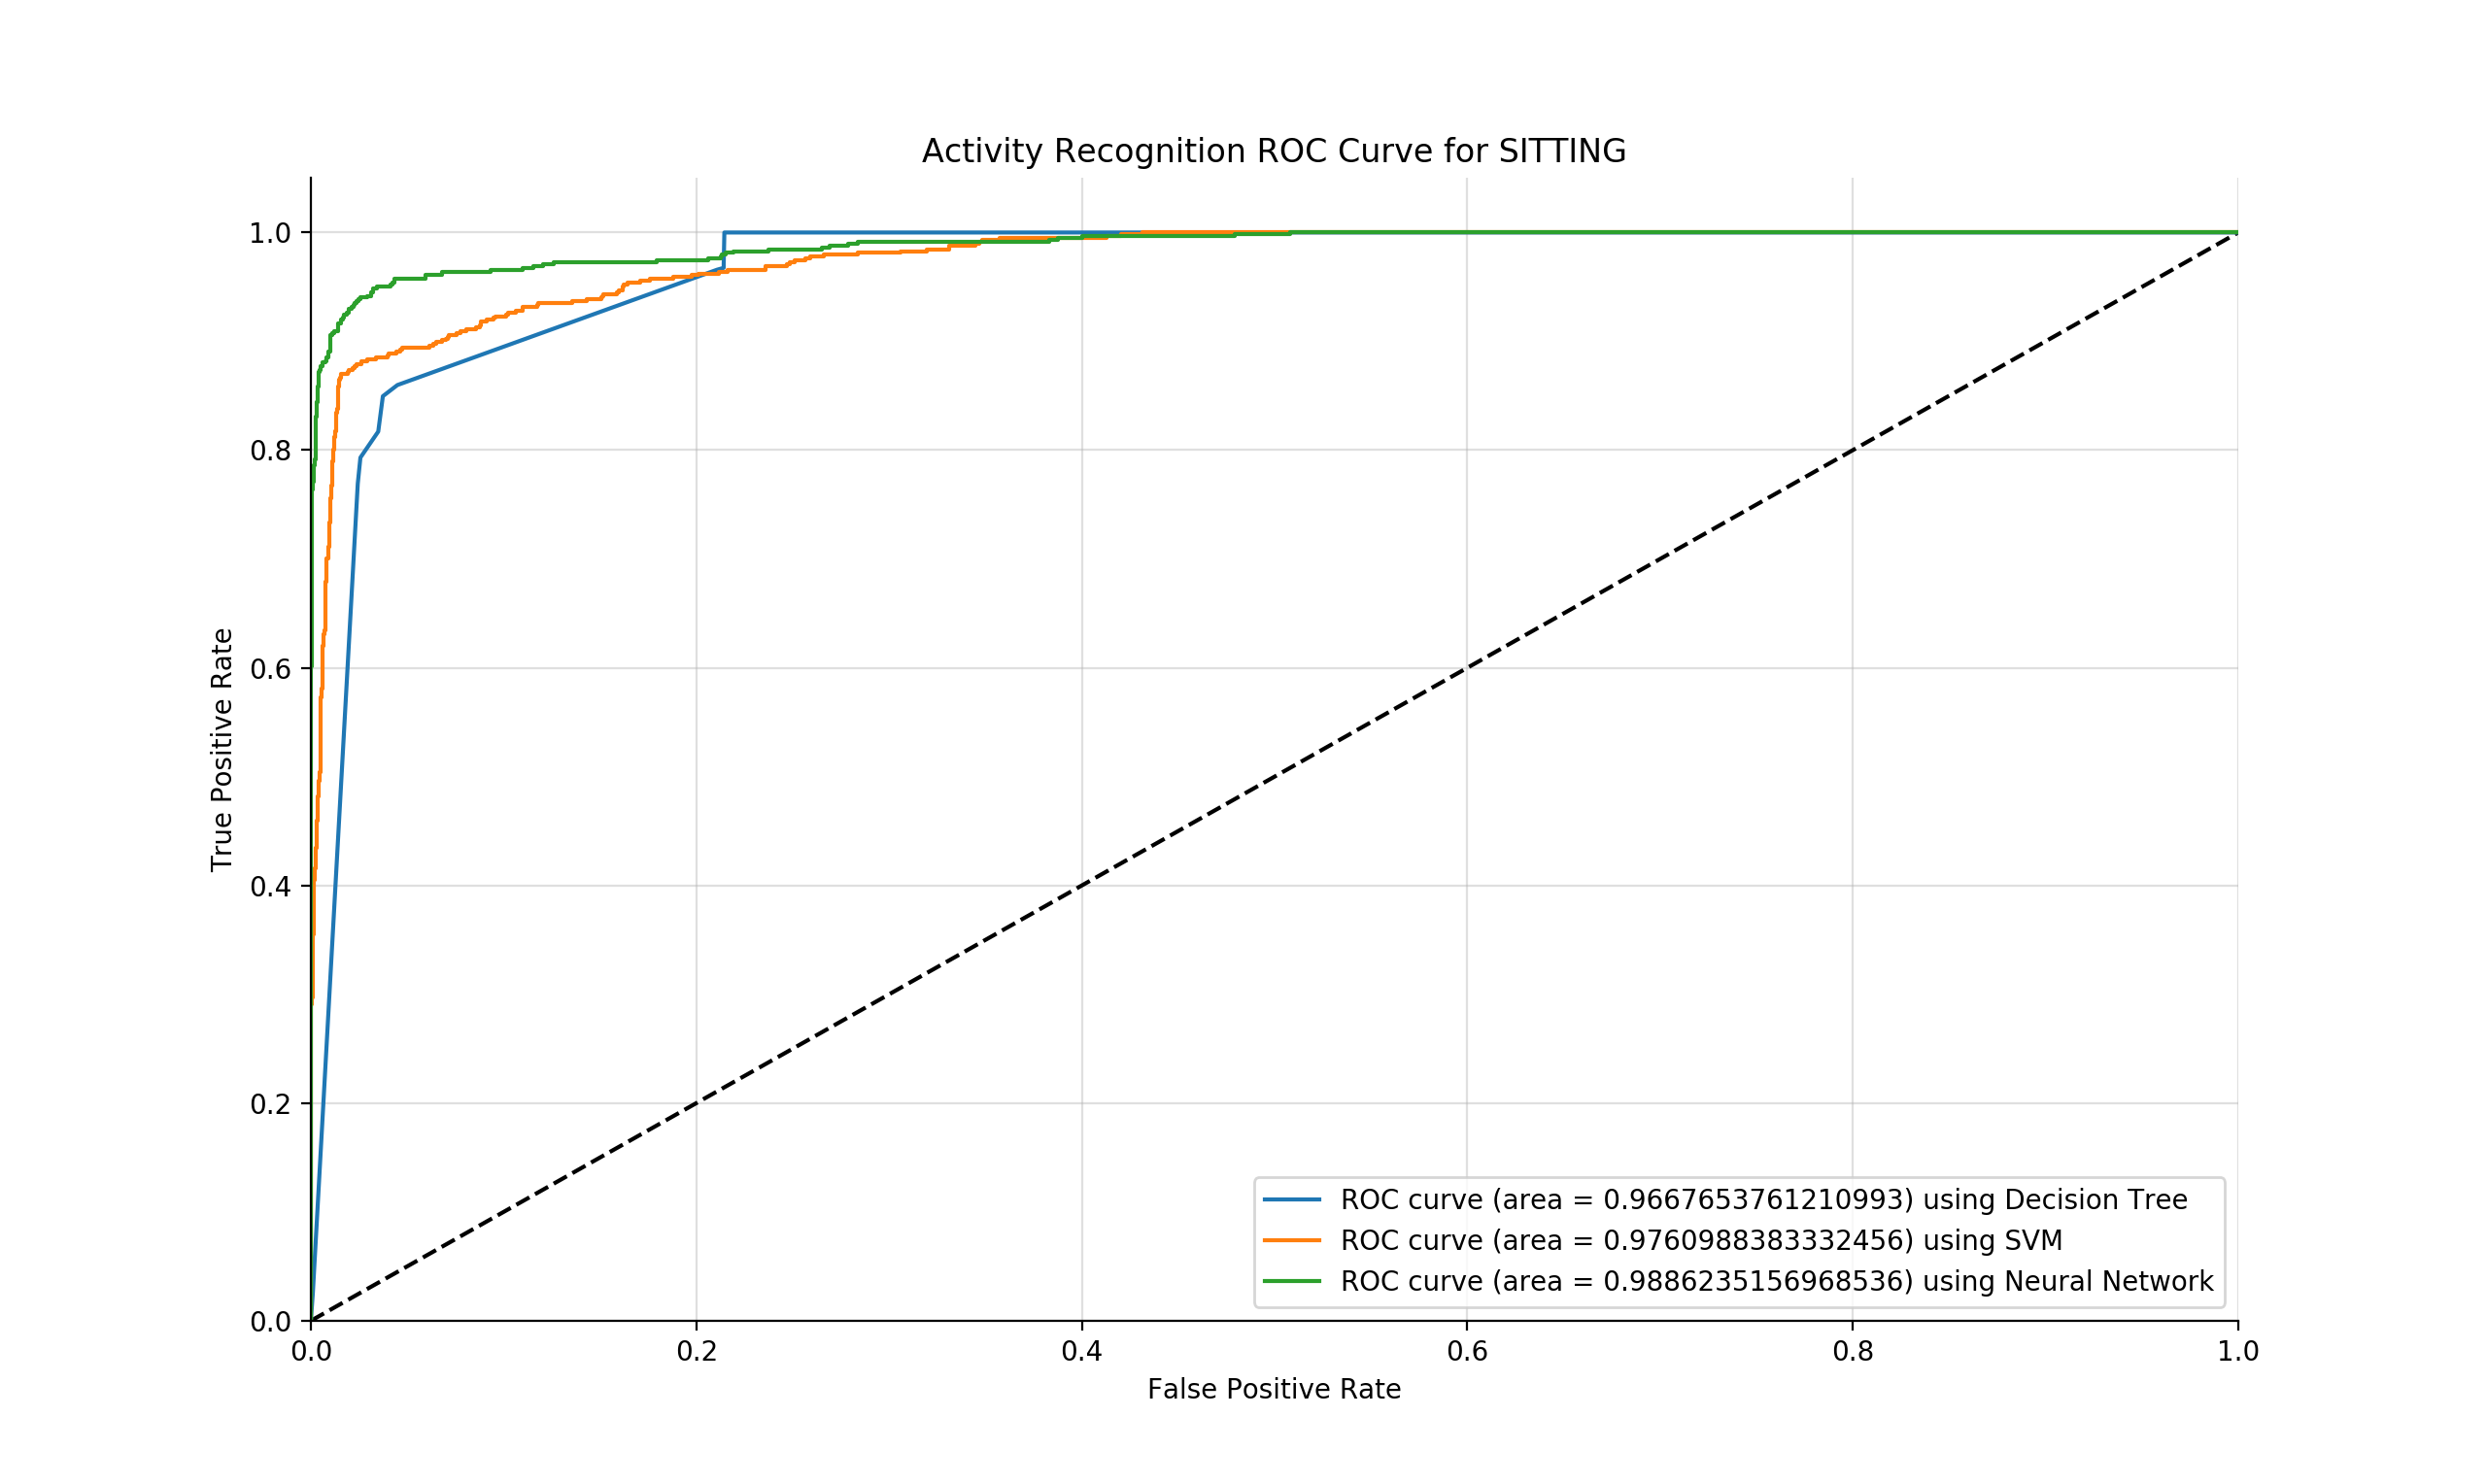 Activity Recognition ROC Curve for SITTING
True Positive Rate
1.0
0.8
0.6
0.4
0.2
0.0
0.0 0.2 0.4 0.6 0.8 1.0
False Positive Rate
ROC curve (area = 0.9667653761210993) using Decision Tree
ROC curve (area = 0.9760988383332456) using SVM
ROC curve (area = 0.9886235156968536) using Neural Network